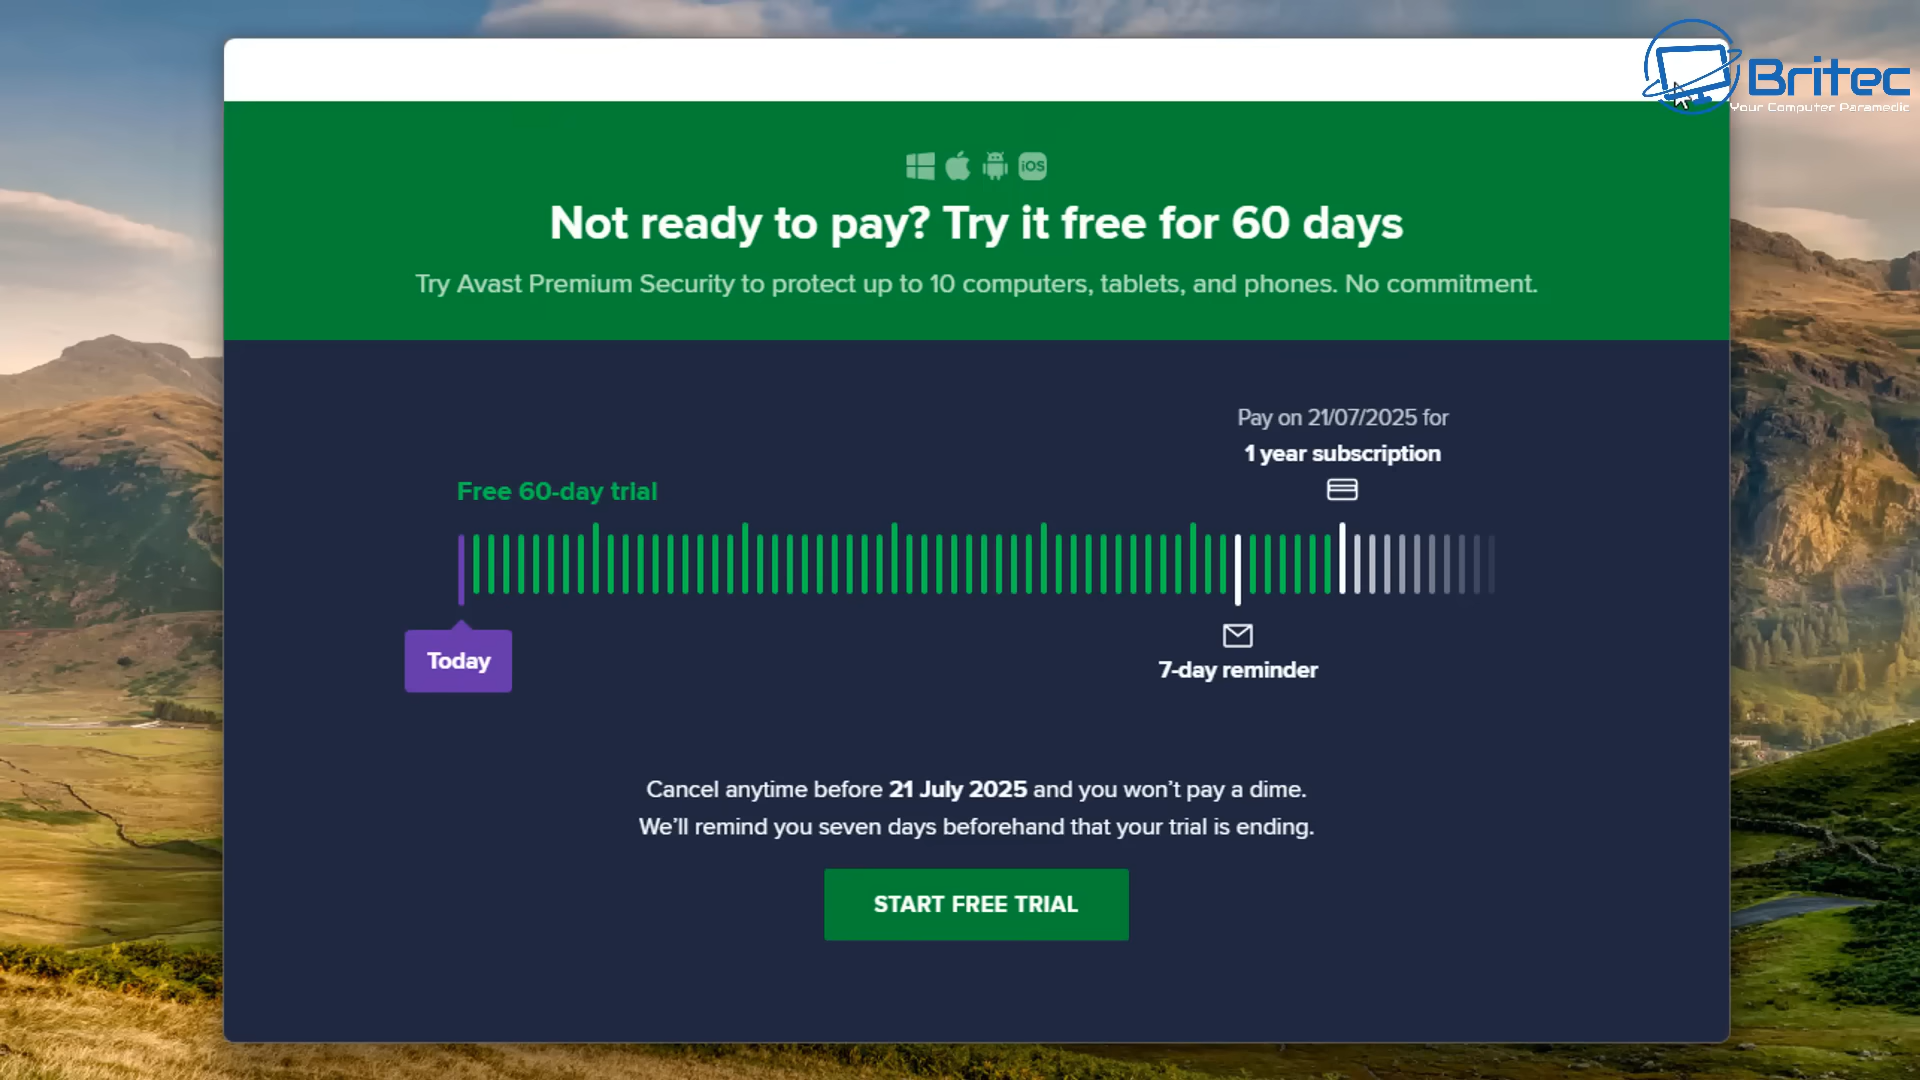 Britec
Your Computer Paramedic
iOS
Not ready to pay? Try it free for 60 days
Try Avast Premium Security to protect up to 10 computers, tablets, and phones. No commitment.
Pay on 21/07/2025 for
1 year subscription
Free 60-day trial
Today
7-day reminder
Cancel anytime before 21 July 2025 and you won't pay a dime.
We'll remind you seven days beforehand that your trial is ending.
START FREE TRIAL